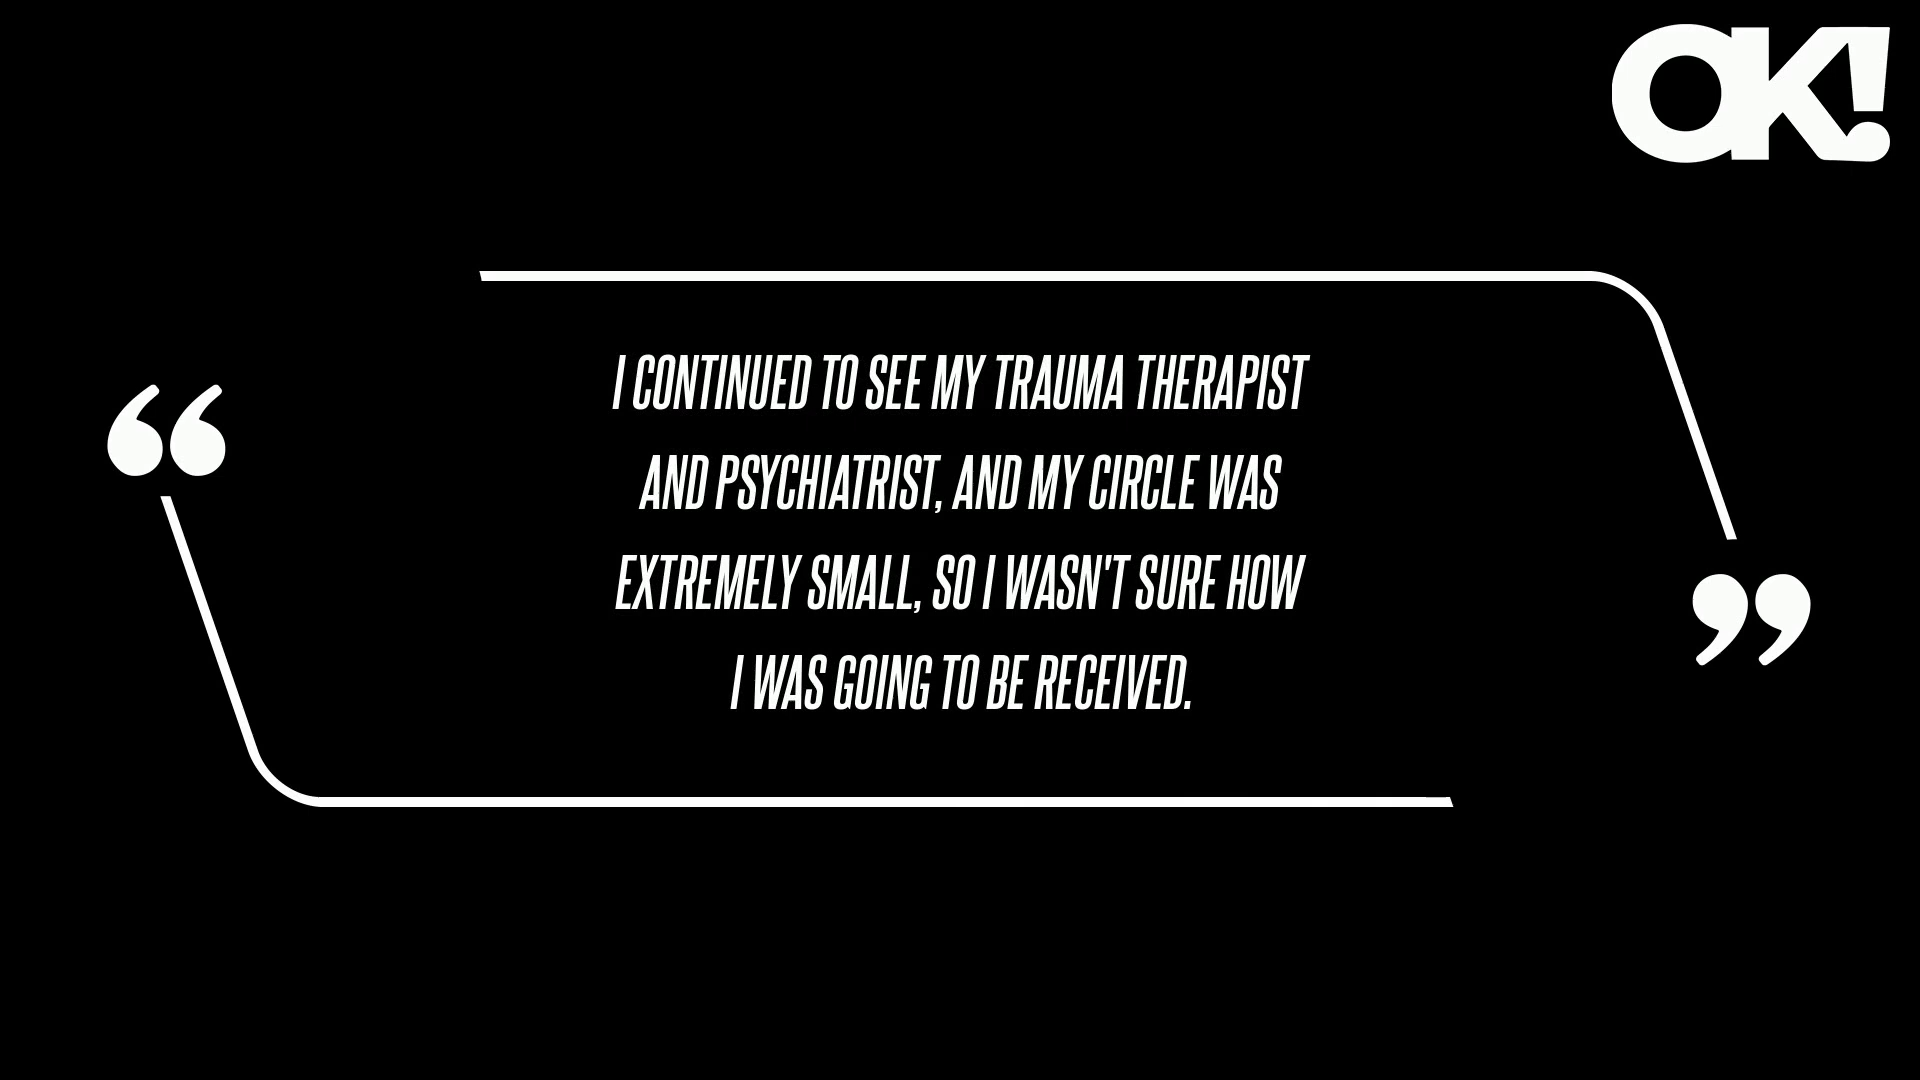 OK!
“
I CONTINUED TO SEE MY TRAUMA THERAPIST
AND PSYCHIATRIST, AND MY CIRCLE WAS
EXTREMELY SMALL, SO I WASN'T SURE HOW
I WAS GOING TO BE RECEIVED.
”